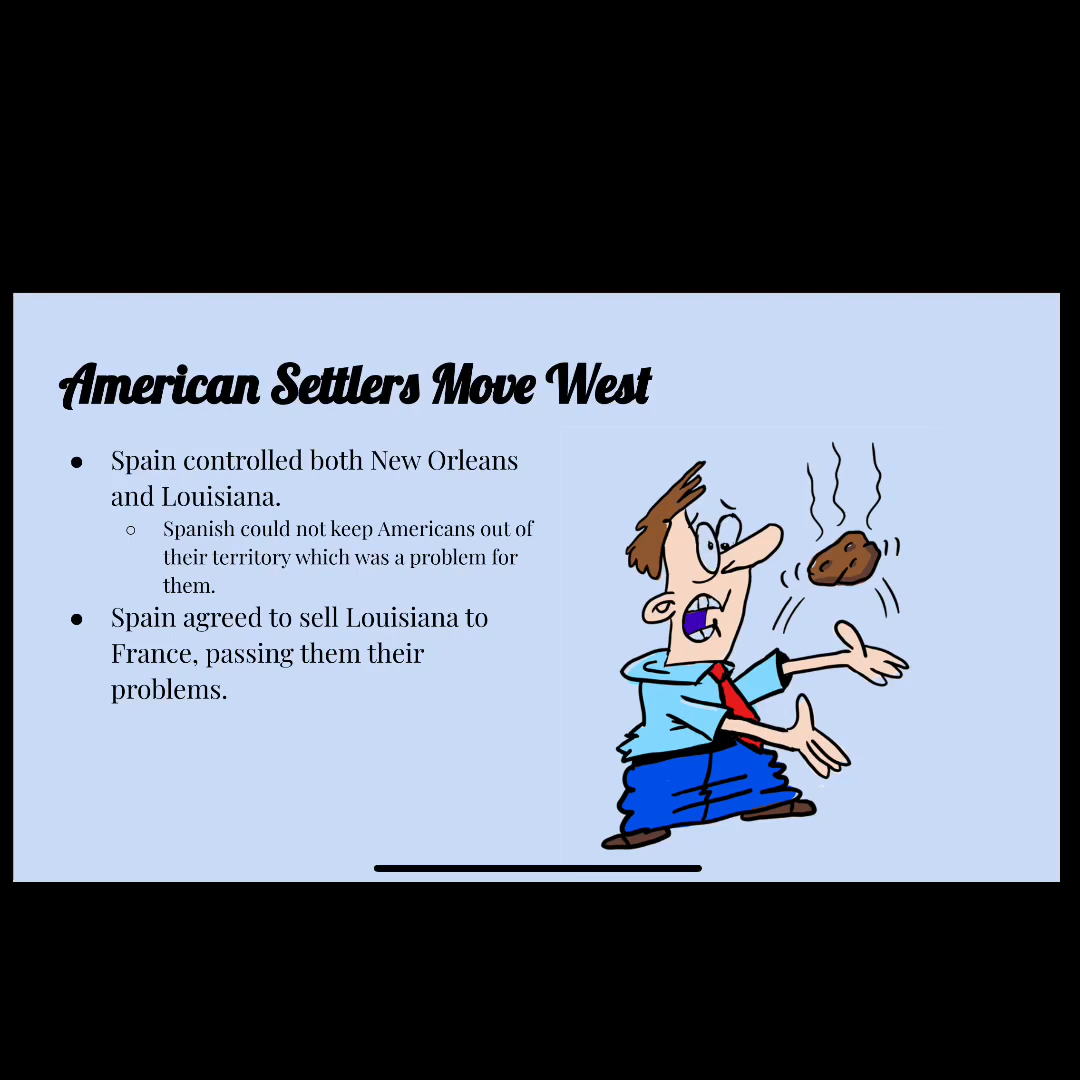 American Settlers Move West
● Spain controlled both New Orleans
and Louisiana.
○ Spanish could not keep Americans out of
their territory which was a problem for
them.
● Spain agreed to sell Louisiana to
France, passing them their
problems.